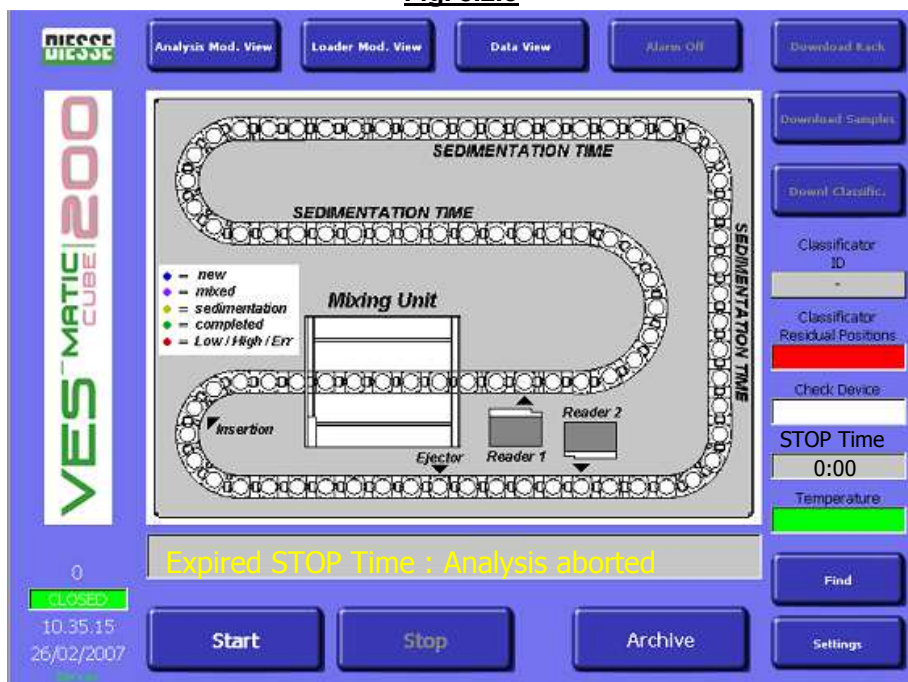 DIESSE
Analysis Mod. View
Loader Mod. View
Data View
Alarm Off
Download Rack
VES MATIC CUBE 200
SEDIMENTATION TIME
SEDIMENTATION TIME
SEDIMENTATION TIME
= new
= mixed
= sedimentation
= completed
= Low / High / Err
Mixing Unit
Insertion
Ejector
Reader 1
Reader 2
Download Samples
Downl Classific.
Classificator
ID
-
Classificator
Residual Positions
Check Device
STOP Time
0:00
Temperature
Expired STOP Time : Analysis aborted
0
CLOSED
10.35.15
26/02/2007
Start
Stop
Archive
Find
Settings